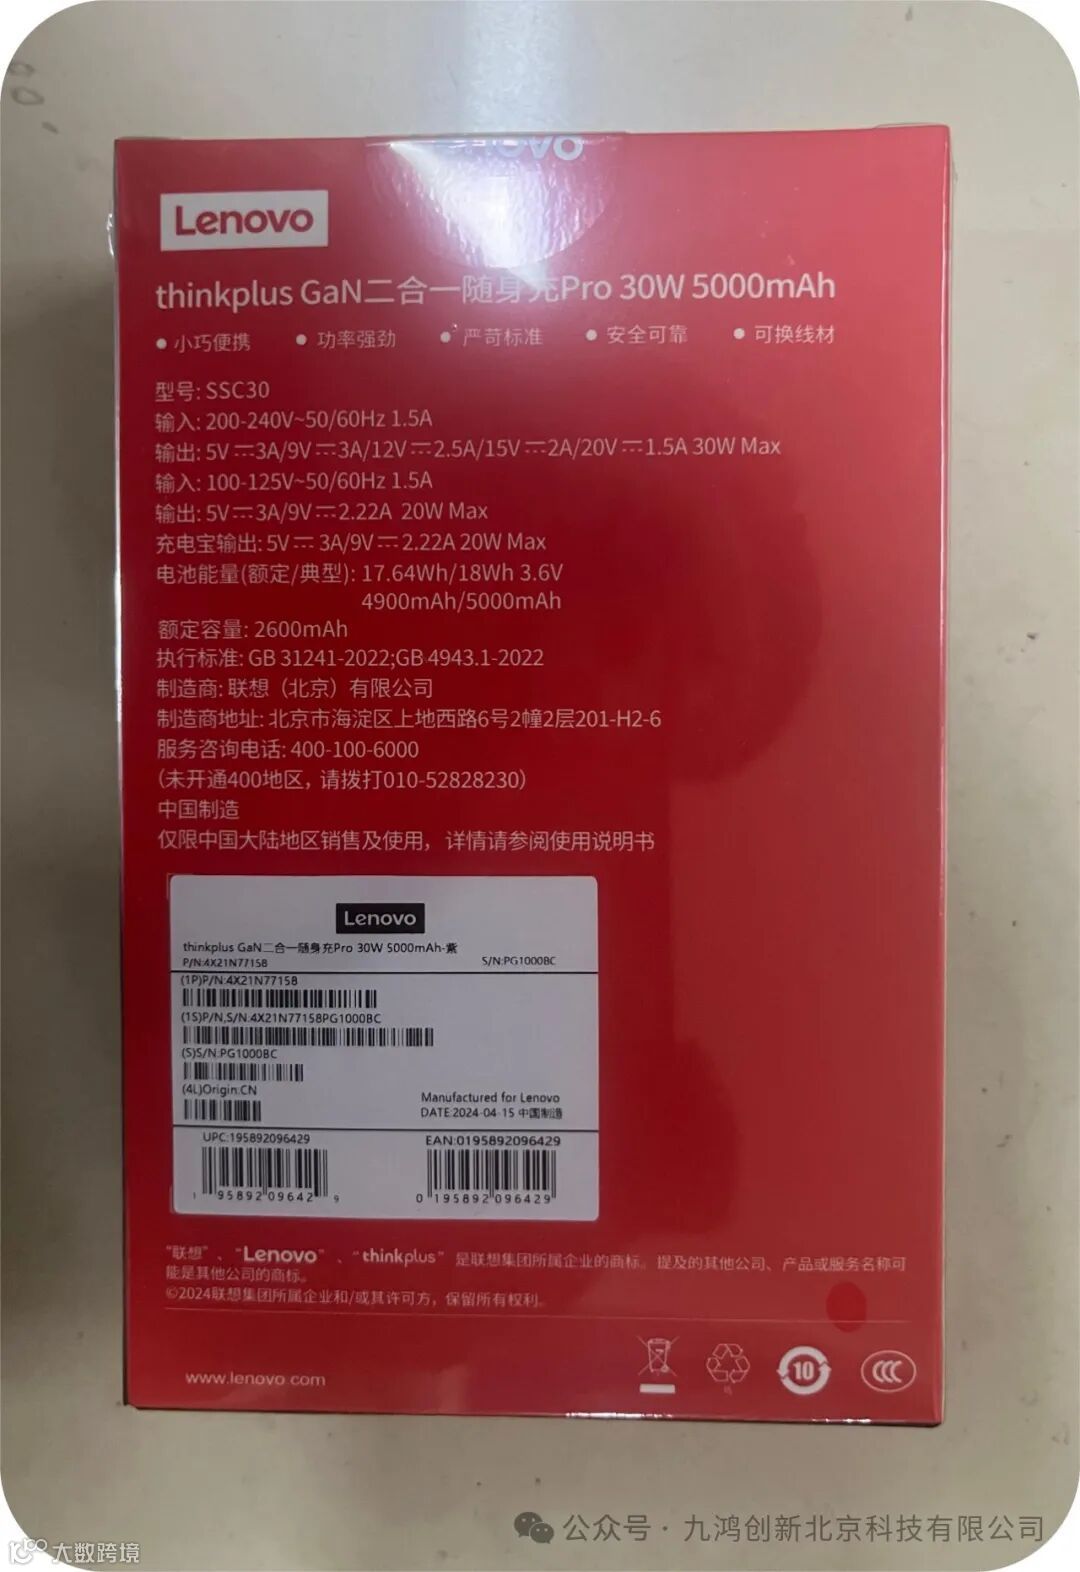 Lenovo
thinkplus GaN二合一随身充Pro 30W 5000mAh
● 小巧便携 ● 功率强劲 ● 严苛标准 ● 安全可靠 ● 可换线材
型号: SSC30
输入: 200-240V~50/60Hz 1.5A
输出: 5V⎓3A/9V⎓3A/12V⎓2.5A/15V⎓2A/20V⎓1.5A 30W Max
输入: 100-125V~50/60Hz 1.5A
输出: 5V⎓3A/9V⎓2.22A 20W Max
充电宝输出: 5V⎓3A/9V⎓2.22A 20W Max
电池能量(额定/典型): 17.64Wh/18Wh 3.6V
4900mAh/5000mAh
额定容量: 2600mAh
执行标准: GB 31241-2022;GB 4943.1-2022
制造商: 联想（北京）有限公司
制造商地址: 北京市海淀区上地西路6号2幢2层201-H2-6
服务咨询电话: 400-100-6000
（未开通400地区，请拨打010-52828230）
中国制造
仅限中国大陆地区销售及使用，详情请参阅使用说明书
Lenovo
thinkplus GaN二合一随身充Pro 30W 5000mAh-紫
P/N:4X21N77158 S/N:PG1000BC
(1P)P/N:4X21N77158
(1S)P/N,S/N:4X21N77158PG1000BC
(S)S/N:PG1000BC
(4L)Origin:CN
Manufactured for Lenovo
DATE:2024-04-15 中国制造
UPC:195892096429 EAN:0195892096429
1 95892 09642 9 0 195892 096429
“联想”、“Lenovo”、“thinkplus”是联想集团所属企业的商标。提及的其他公司、产品或服务名称可
能是其他公司的商标。
©2024联想集团所属企业和/或其许可方，保留所有权利。
www.lenovo.com
10
CCC
公众号 · 九鸿创新北京科技有限公司
大数跨境